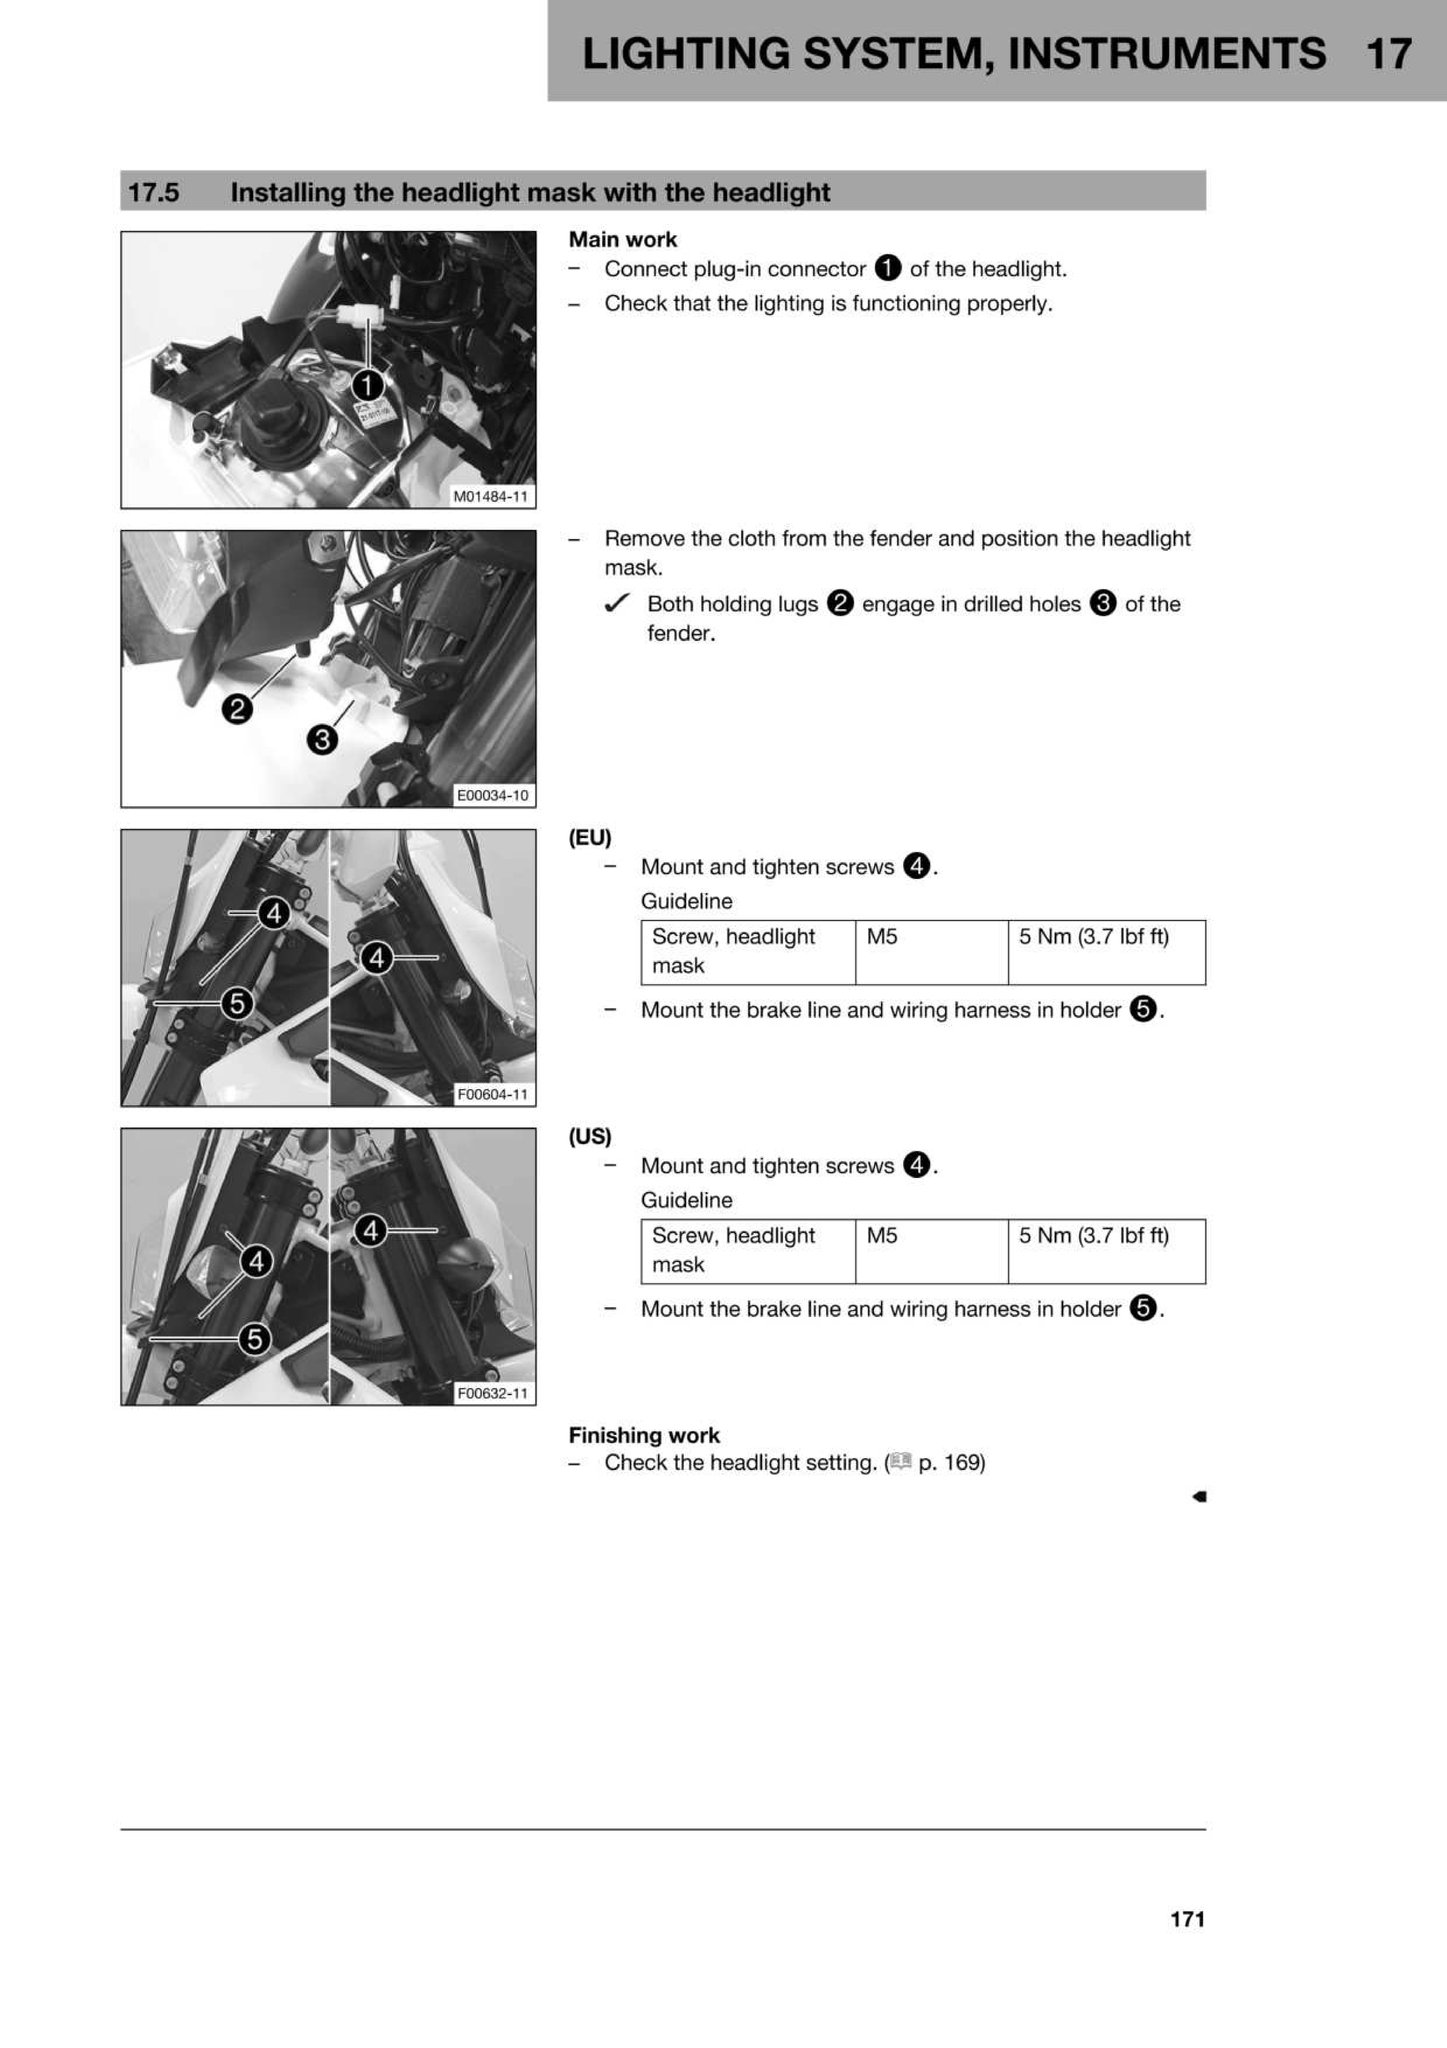 LIGHTING SYSTEM, INSTRUMENTS 17
17.5 Installing the headlight mask with the headlight
1
M01484-11
Main work
– Connect plug-in connector 1 of the headlight.
– Check that the lighting is functioning properly.
2
3
E00034-10
– Remove the cloth from the fender and position the headlight
mask.
✓ Both holding lugs 2 engage in drilled holes 3 of the
fender.
4
4
5
F00604-11
(EU)
– Mount and tighten screws 4.
Guideline
Screw, headlight M5 5 Nm (3.7 lbf ft)
mask
– Mount the brake line and wiring harness in holder 5.
4
4
5
F00632-11
(US)
– Mount and tighten screws 4.
Guideline
Screw, headlight M5 5 Nm (3.7 lbf ft)
mask
– Mount the brake line and wiring harness in holder 5.
Finishing work
– Check the headlight setting. (p. 169)
171